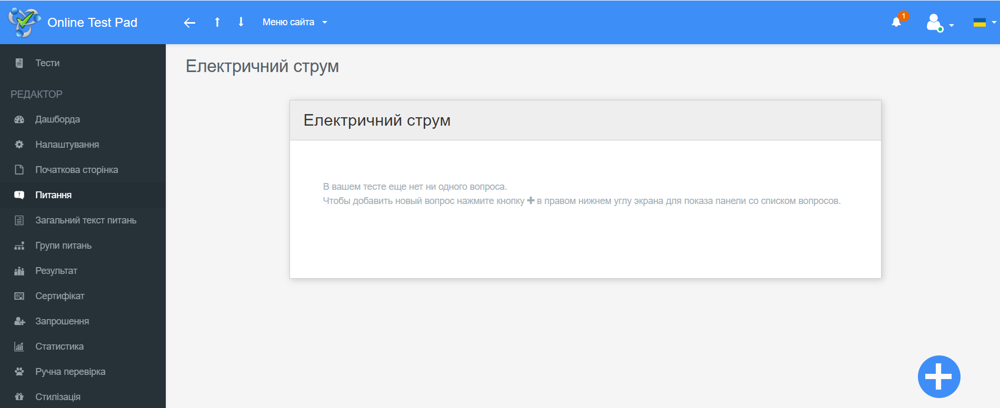 Online Test Pad
Меню сайта
1
Тести
РЕДАКТОР
Дашборда
Налаштування
Початкова сторінка
Питання
Загальний текст питань
Групи питань
Результат
Сертифікат
Запрошення
Статистика
Ручна перевірка
Стилізація
Електричний струм
Електричний струм
В вашем тесте еще нет ни одного вопроса.
Чтобы добавить новый вопрос нажмите кнопку в правом нижнем углу экрана для показа панели со списком вопросов.